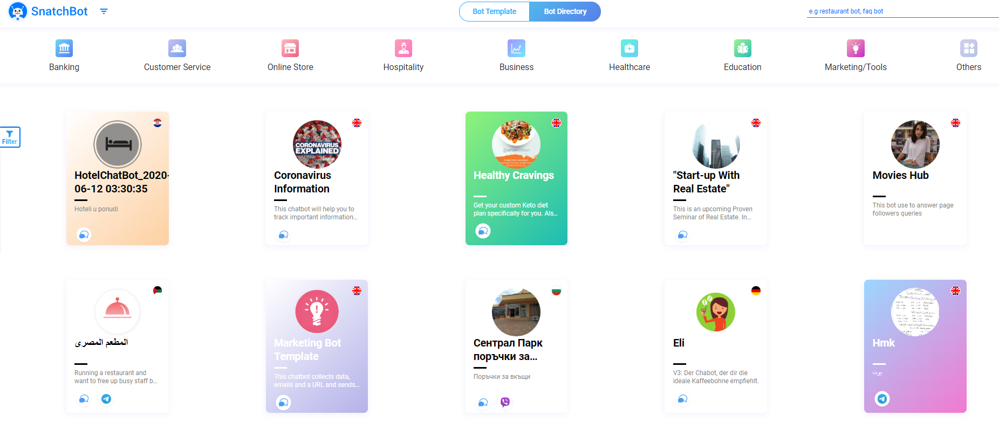 SnatchBot
Bot Template
Bot Directory
e.g restaurant bot, faq bot
Banking
Customer Service
Online Store
Hospitality
Business
Healthcare
Education
Marketing/Tools
Others
Filter
HotelChatBot_2020-
06-12 03:30:35
Hoteli u ponudi
CORONAVIRUS
EXPLAINED
Coronavirus
Information
This chatbot will help you to
track important information...
CUSTOM KETO DIET
Healthy Cravings
Get your custom Keto diet
plan specifically for you. Als...
"Start-up With
Real Estate"
This is an upcoming Proven
Seminar of Real Estate. In...
Movies Hub
This bot use to answer page
followers queries
المطعم المصرى
Running a restaurant and
want to free up busy staff b...
Marketing Bot
Template
This chatbot collects data,
emails and a URL and sends...
Сентрал Парк
поръчки за...
Поръчки за вкъщи
Eli
V3: Der Chabot, der dir die
ideale Kaffeebohne empfiehlt.
Hmk
بوت